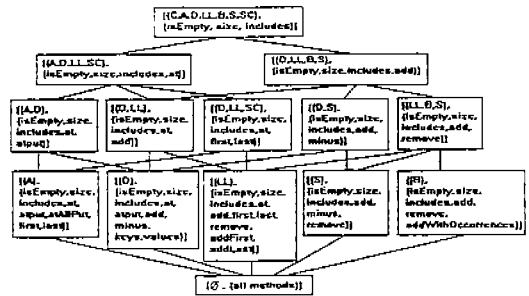 [{C,A,D,LL,B,S,SC},
{isEmpty, size, includes}]
[{A,D,LL,SC},
{isEmpty,size,includes,at}]
[{D,LL,B,S},
{isEmpty,size,includes,add}]
[{A,D},
{isEmpty,size,
includes,at,
atput}]
[{D,LL},
{isEmpty,size,
includes,at,
add}]
[{D,LL,SC},
{isEmpty,size,
includes,at,
first,last}]
[{D,S},
{isEmpty,size,
includes,add,
minus}]
[{LL,B,S},
{isEmpty,size,
includes,add,
remove}]
[{A},
{isEmpty,size,
includes,at,
atput,atAllPut,
first,last}]
[{D},
{isEmpty,size,
includes,at,
atput,add,
minus,
keys,values}]
[{LL},
{isEmpty,size,
includes,at,
add,first,last,
remove,
addFirst,
addLast}]
[{S},
{isEmpty,size,
includes,add,
minus,
remove}]
[{B},
{isEmpty,size,
includes,add,
remove,
addWithOccurrences}]
[Ø, {all methods}]